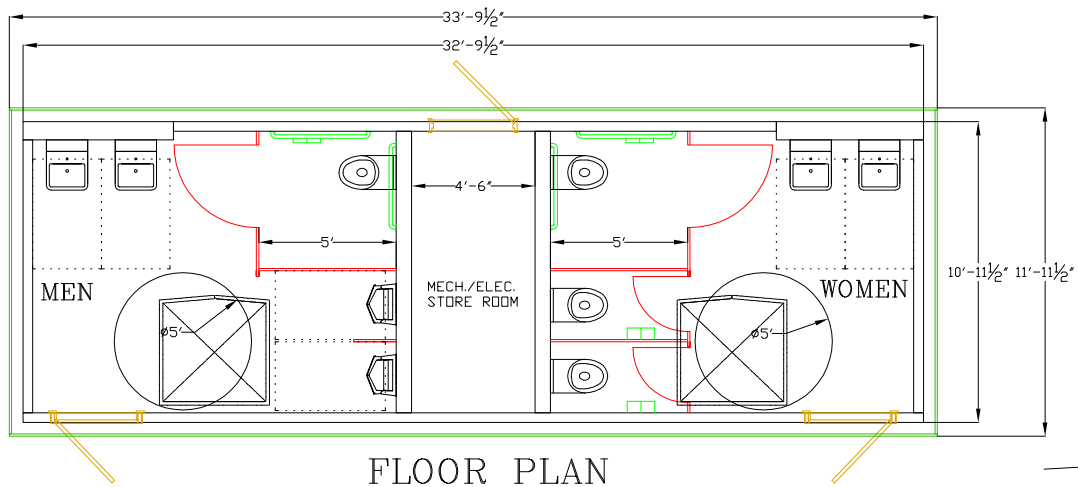 33'-9½"
32'-9½"
4'-6"
5'
5'
10'-11½" 11'-11½"
MEN
MECH./ELEC.
STORE ROOM
WOMEN
ø5'
ø5'
FLOOR PLAN